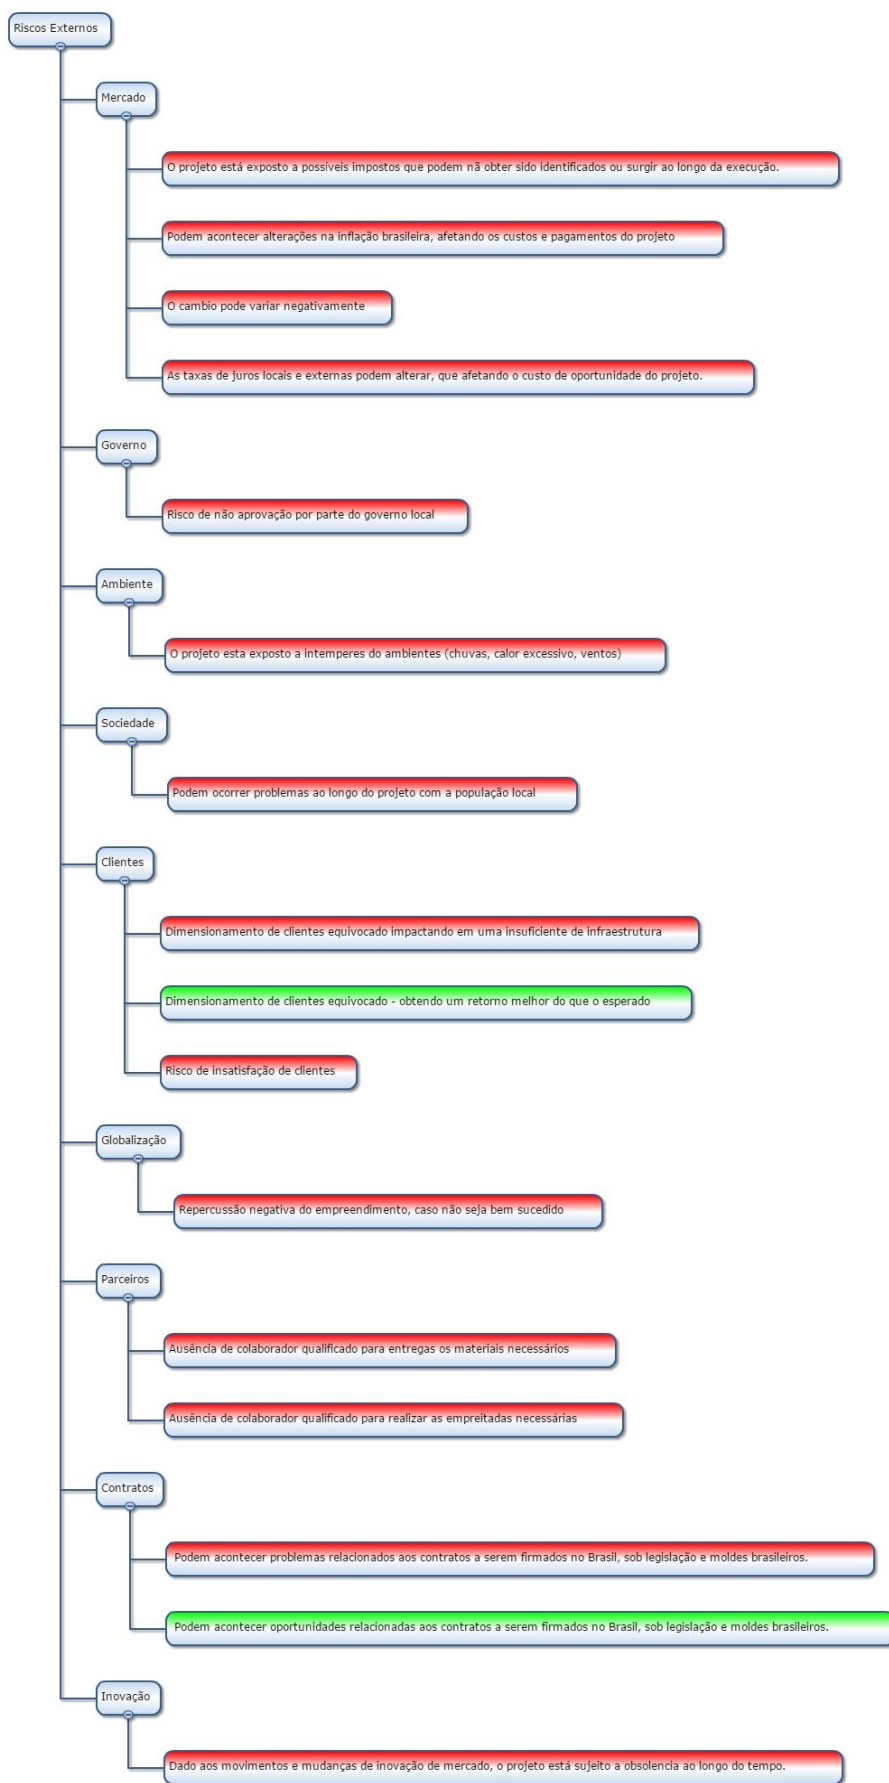 Riscos Externos
Mercado
O projeto está exposto a possíveis impostos que podem nã obter sido identificados ou surgir ao longo da execução.
Podem acontecer alterações na inflação brasileira, afetando os custos e pagamentos do projeto
O cambio pode variar negativamente
As taxas de juros locais e externas podem alterar, que afetando o custo de oportunidade do projeto.
Governo
Risco de não aprovação por parte do governo local
Ambiente
O projeto esta exposto a intemperes do ambientes (chuvas, calor excessivo, ventos)
Sociedade
Podem ocorrer problemas ao longo do projeto com a população local
Clientes
Dimensionamento de clientes equivocado impactando em uma insuficiente de infraestrutura
Dimensionamento de clientes equivocado - obtendo um retorno melhor do que o esperado
Risco de insatisfação de clientes
Globalização
Repercussão negativa do empreendimento, caso não seja bem sucedido
Parceiros
Ausência de colaborador qualificado para entregas os materiais necessários
Ausência de colaborador qualificado para realizar as empreitadas necessárias
Contratos
Podem acontecer problemas relacionados aos contratos a serem firmados no Brasil, sob legislação e moldes brasileiros.
Podem acontecer oportunidades relacionadas aos contratos a serem firmados no Brasil, sob legislação e moldes brasileiros.
Inovação
Dado aos movimentos e mudanças de inovação de mercado, o projeto está sujeito a obsolencia ao longo do tempo.